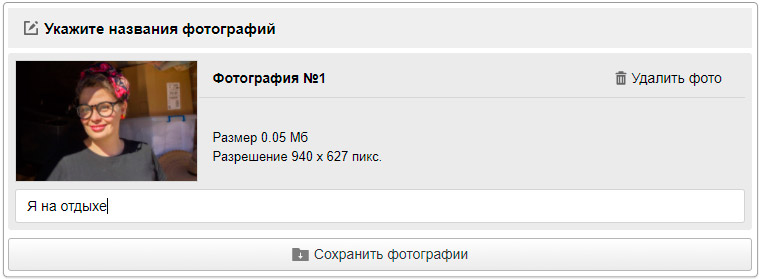 Укажите названия фотографий
Фотография №1
Удалить фото
Размер 0.05 Мб
Разрешение 940 x 627 пикс.
Я на отдыхе
Сохранить фотографии